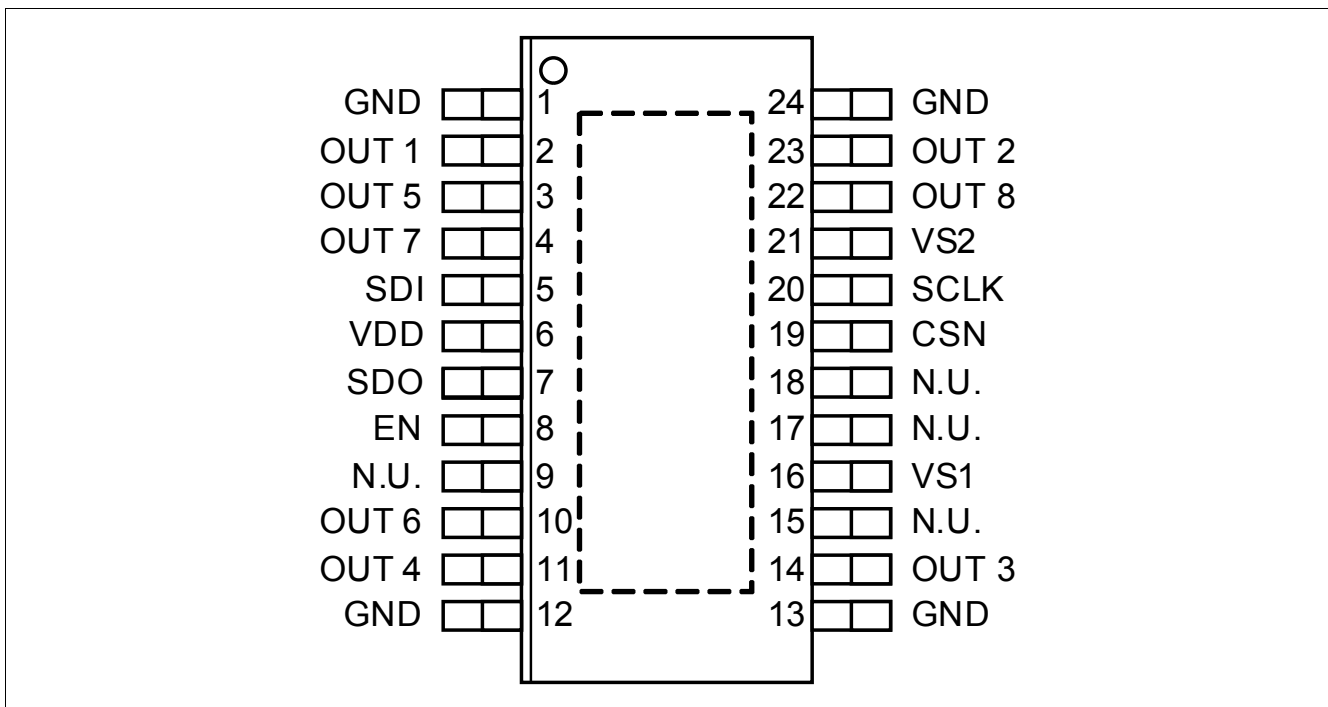 GND 1 24 GND
OUT 1 2 23 OUT 2
OUT 5 3 22 OUT 8
OUT 7 4 21 VS2
SDI 5 20 SCLK
VDD 6 19 CSN
SDO 7 18 N.U.
EN 8 17 N.U.
N.U. 9 16 VS1
OUT 6 10 15 N.U.
OUT 4 11 14 OUT 3
GND 12 13 GND